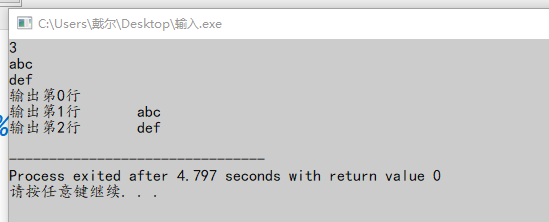 C:\Users\戴尔\Desktop\输入.exe
3
abc
def
输出第0行
输出第1行 abc
输出第2行 def
--------------------------------
Process exited after 4.797 seconds with return value 0
请按任意键继续. . .
%